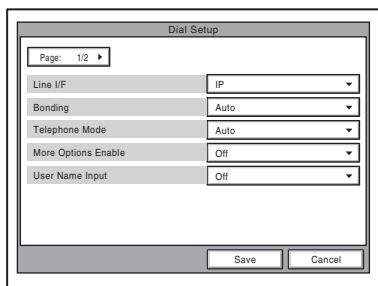 Dial Setup
Page: 1/2
Line I/F IP
Bonding Auto
Telephone Mode Auto
More Options Enable Off
User Name Input Off
Save Cancel